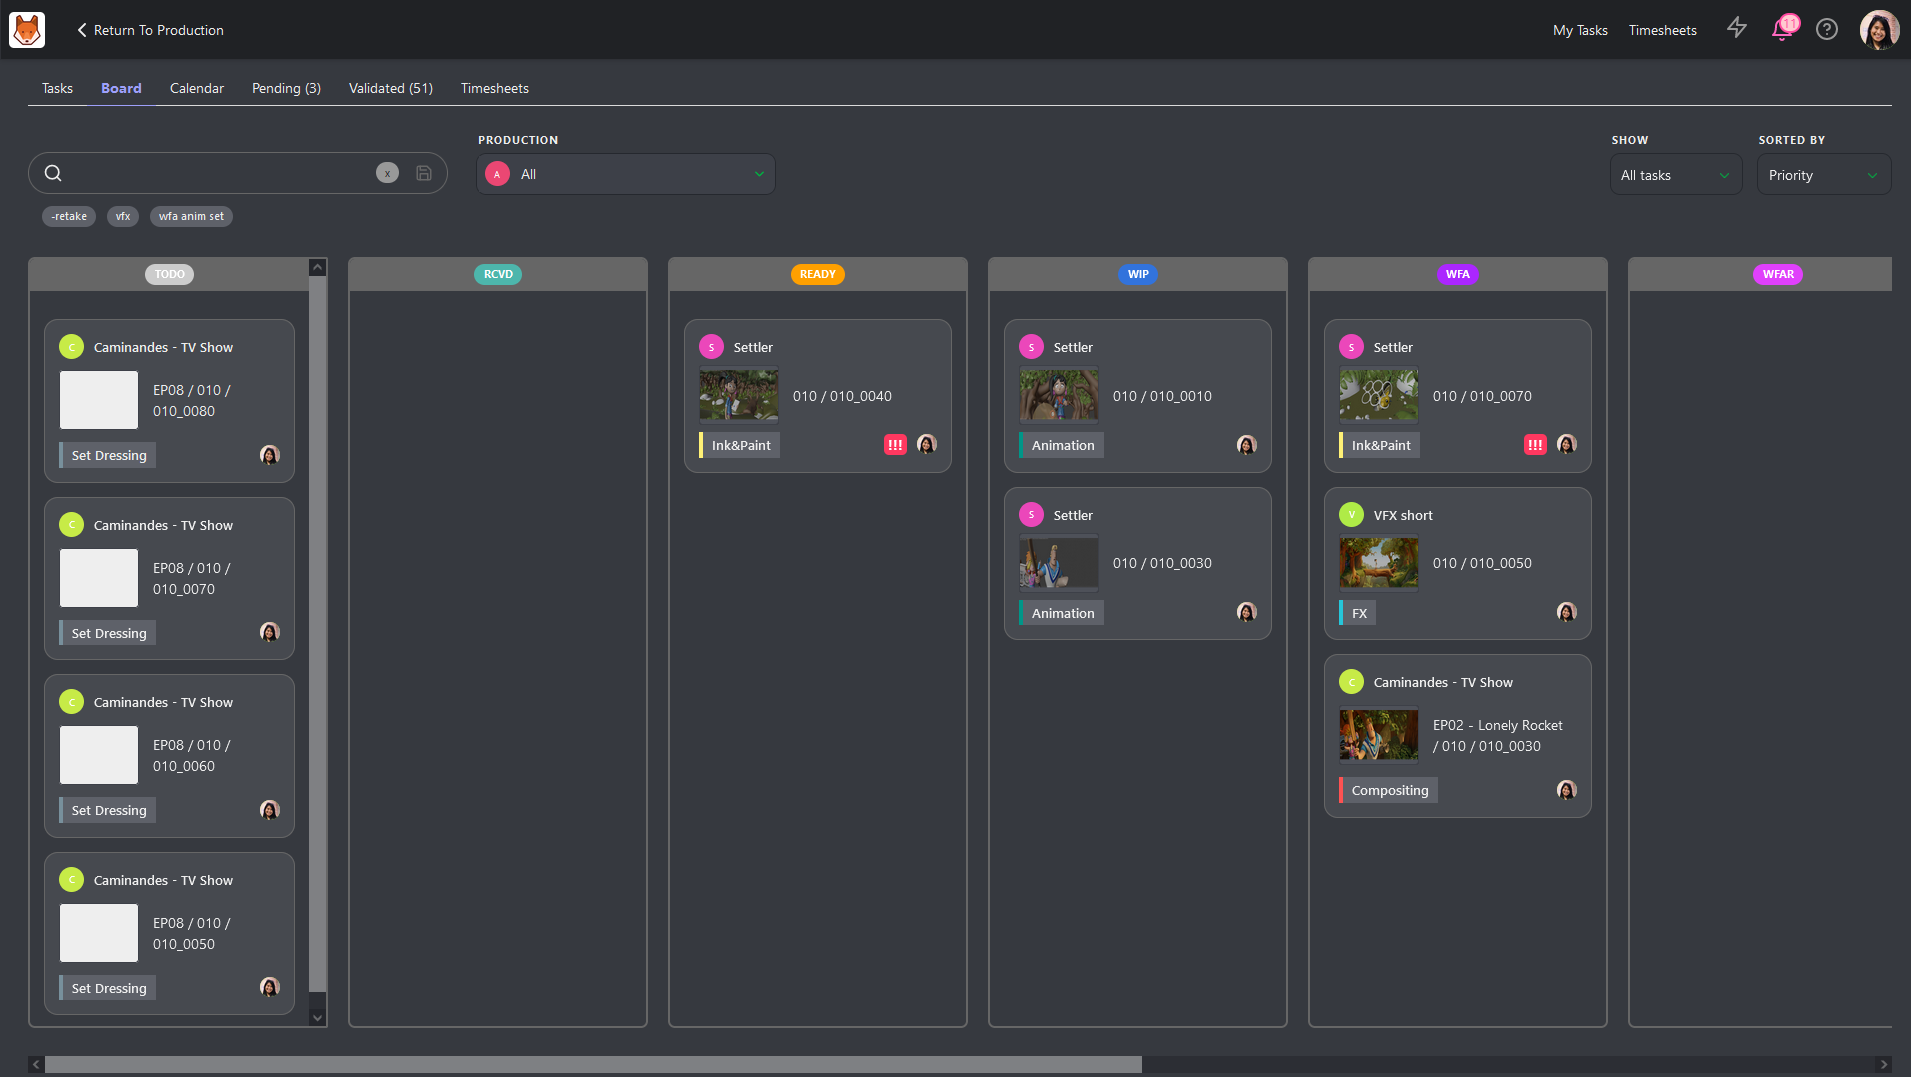 Return To Production
My Tasks
Timesheets
11
Tasks
Board
Calendar
Pending (3)
Validated (51)
Timesheets
PRODUCTION
SHOW
SORTED BY
x
A
All
All tasks
Priority
-retake
vfx
wfa anim set
TODO
C
Caminandes - TV Show
EP08 / 010 /
010_0080
Set Dressing
C
Caminandes - TV Show
EP08 / 010 /
010_0070
Set Dressing
C
Caminandes - TV Show
EP08 / 010 /
010_0060
Set Dressing
C
Caminandes - TV Show
EP08 / 010 /
010_0050
Set Dressing
RCVD
READY
S
Settler
010 / 010_0040
Ink&Paint
!!!
WIP
S
Settler
010 / 010_0010
Animation
S
Settler
010 / 010_0030
Animation
WFA
S
Settler
010 / 010_0070
Ink&Paint
!!!
V
VFX short
010 / 010_0050
FX
C
Caminandes - TV Show
EP02 - Lonely Rocket
/ 010 / 010_0030
Compositing
WFAR